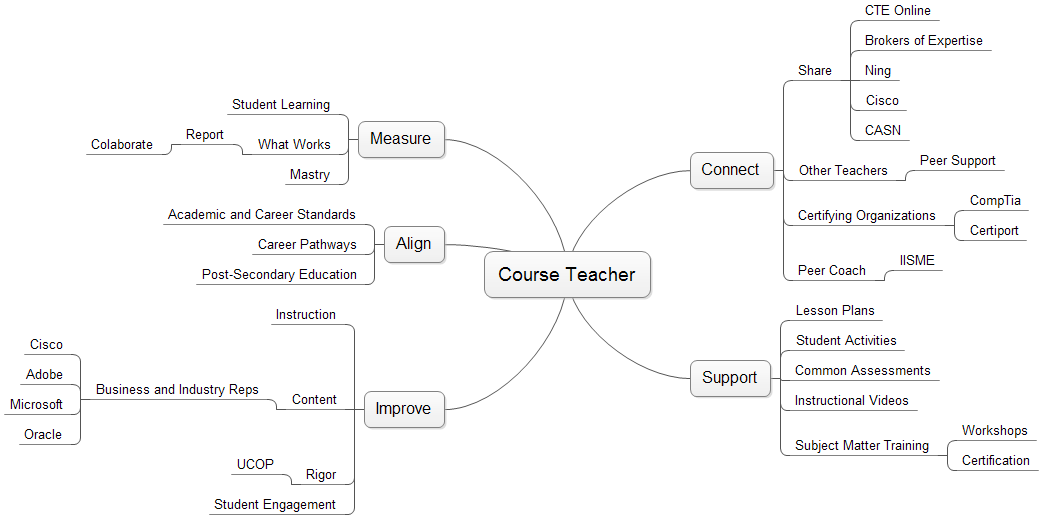 Course Teacher
Connect
Share
CTE Online
Brokers of Expertise
Ning
Cisco
CASN
Other Teachers
Peer Support
Certifying Organizations
CompTia
Certiport
Peer Coach
IISME
Support
Lesson Plans
Student Activities
Common Assessments
Instructional Videos
Subject Matter Training
Workshops
Certification
Measure
Student Learning
What Works
Report
Colaborate
Mastry
Align
Academic and Career Standards
Career Pathways
Post-Secondary Education
Improve
Instruction
Content
Business and Industry Reps
Cisco
Adobe
Microsoft
Oracle
Rigor
UCOP
Student Engagement